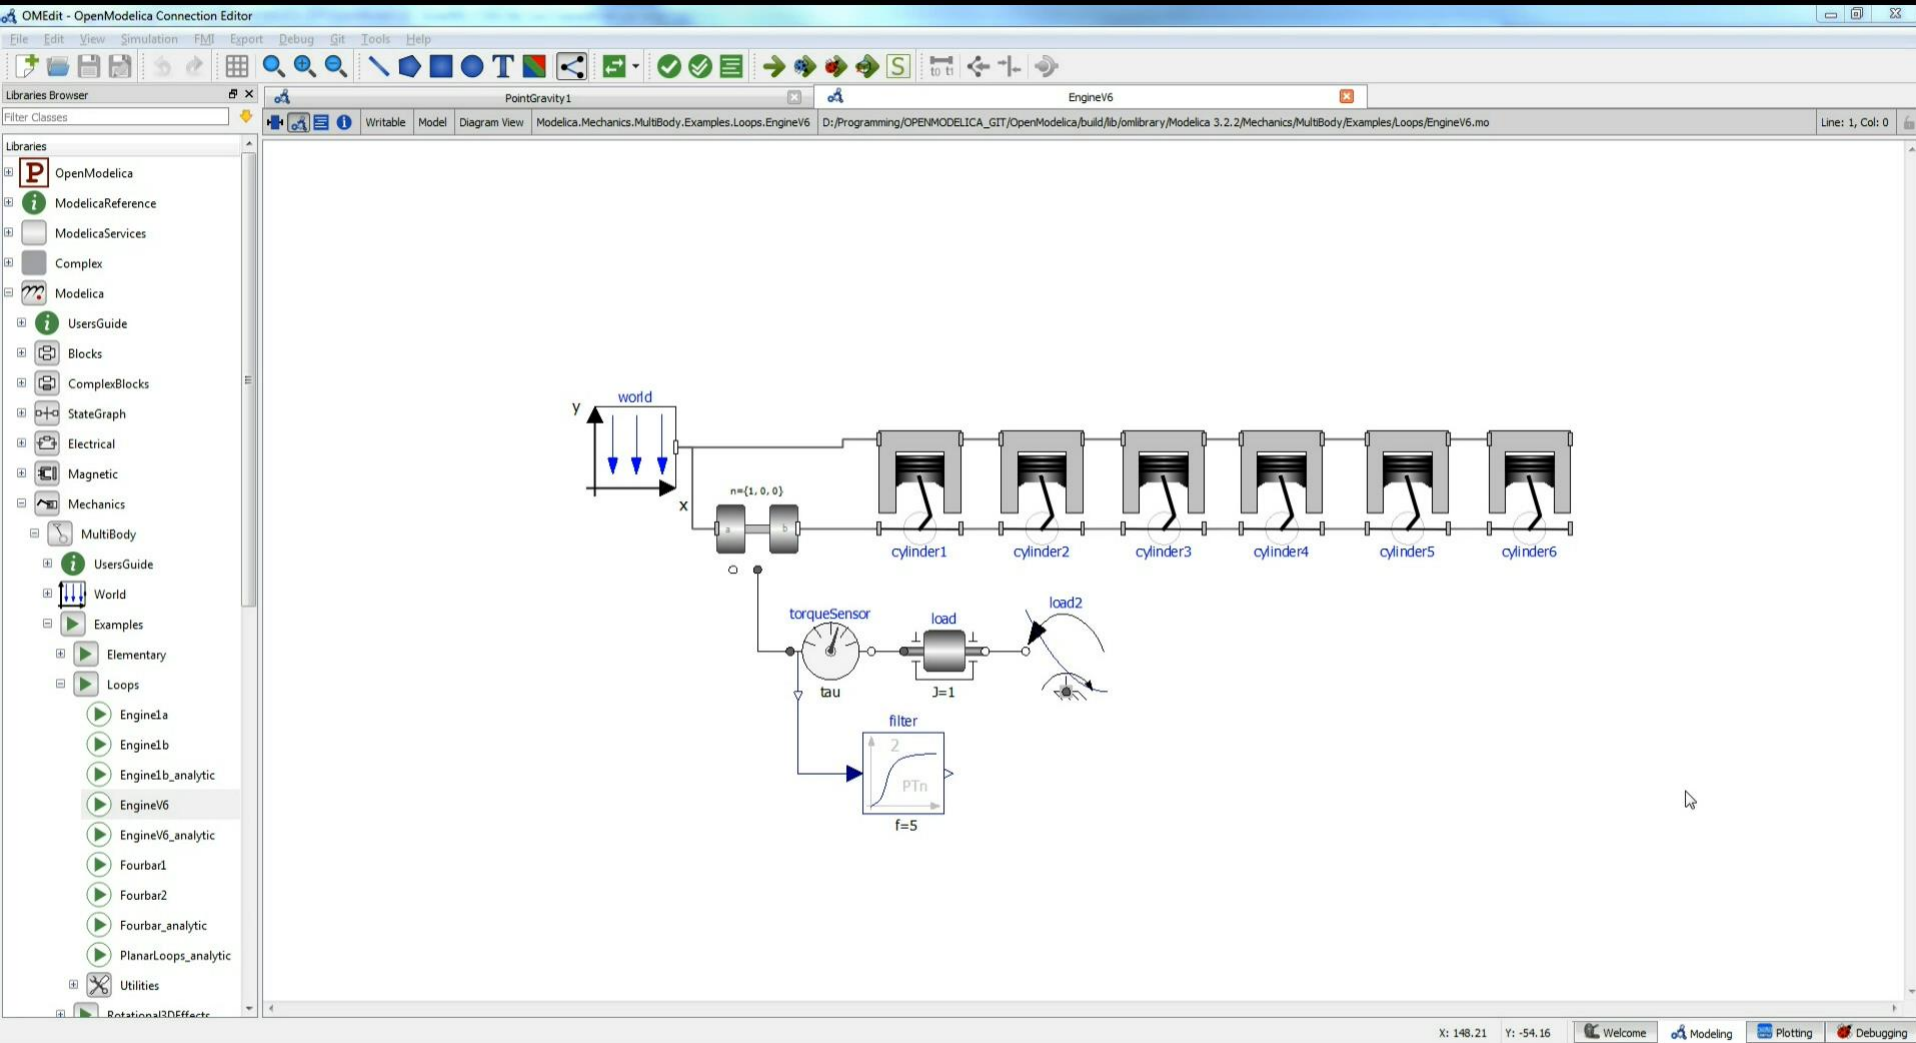 OMEdit - OpenModelica Connection Editor
File Edit View Simulation FMI Export Debug Git Tools Help
T S to t1
Libraries Browser
PointGravity1
EngineV6
Filter Classes
Writable Model Diagram View Modelica.Mechanics.MultiBody.Examples.Loops.EngineV6 D:/Programming/OPENMODELICA_GIT/OpenModelica/build/lib/omlibrary/Modelica 3.2.2/Mechanics/MultiBody/Examples/Loops/EngineV6.mo Line: 1, Col: 0
Libraries
P OpenModelica
i ModelicaReference
ModelicaServices
Complex
Modelica
i UsersGuide
Blocks
ComplexBlocks
StateGraph
Electrical
Magnetic
Mechanics
MultiBody
i UsersGuide
World
Examples
Elementary
Loops
Engine1a
Engine1b
Engine1b_analytic
EngineV6
EngineV6_analytic
Fourbar1
Fourbar2
Fourbar_analytic
PlanarLoops_analytic
Utilities
Rotational3DEffects
world
y
x
n={1, 0, 0}
a b
cylinder1 cylinder2 cylinder3 cylinder4 cylinder5 cylinder6
torqueSensor
load
load2
tau
J=1
filter
2
PTn
f=5
X: 148.21 Y: -54.16 Welcome Modeling Plotting Debugging